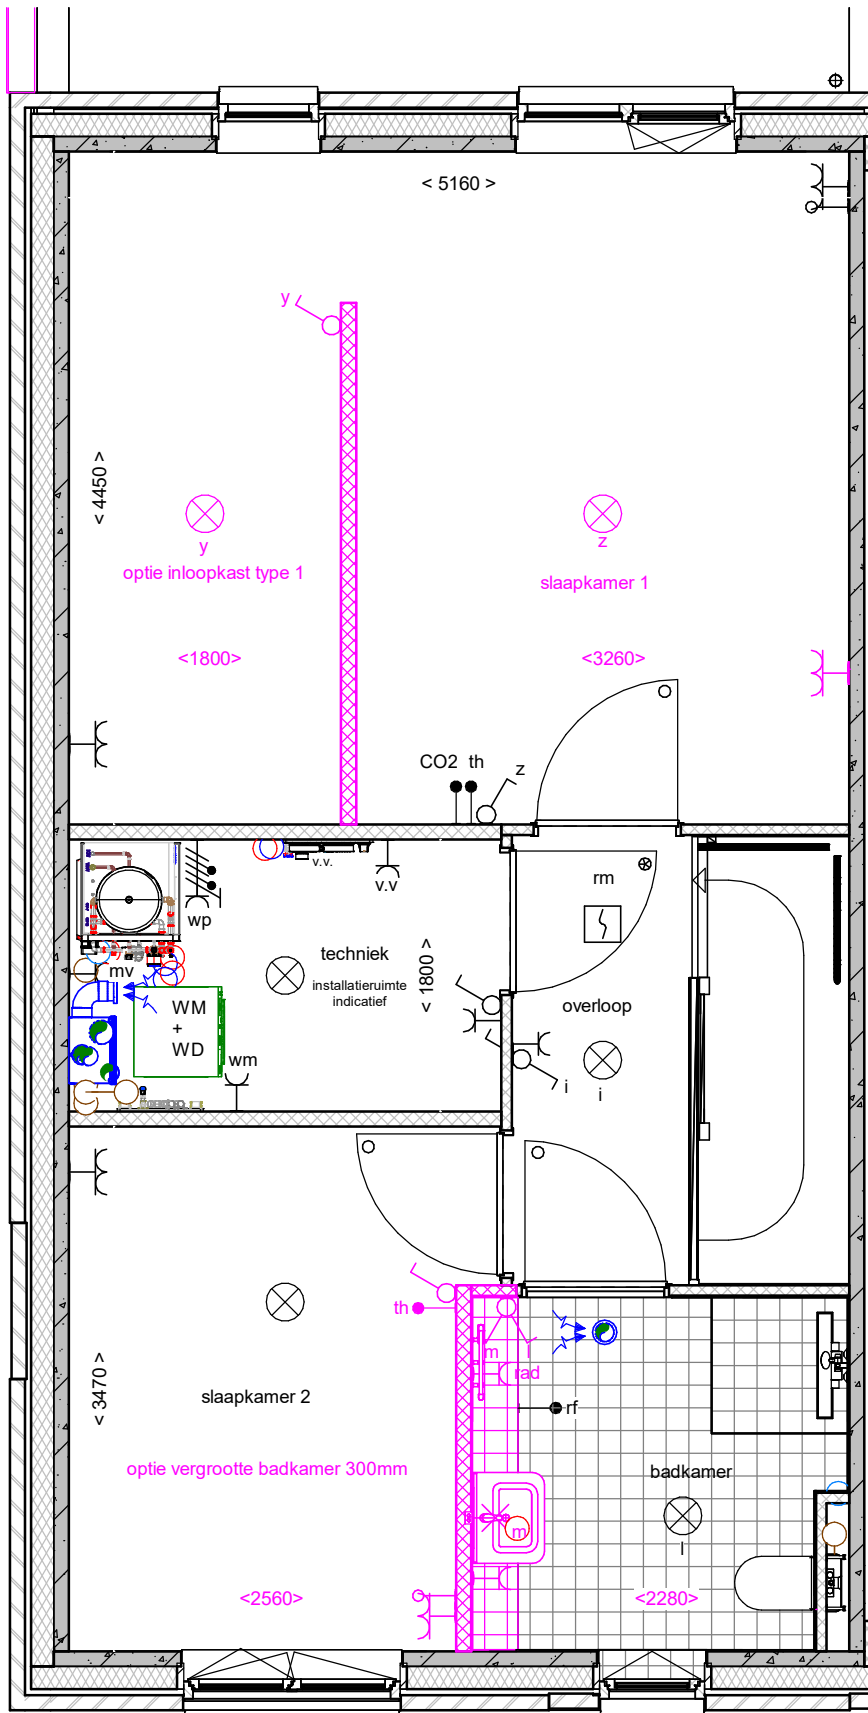 < 5160 >
y
< 4450 >
y
optie inloopkast type 1
z
slaapkamer 1
<1800>
<3260>
CO2 th
z
v.v.
v.v
rm
wp
techniek
installatieruimte
indicatief
< 1800 >
mv
WM
+
WD
wm
overloop
i
i
th
m
l
rad
rf
< 3470 >
slaapkamer 2
optie vergrootte badkamer 300mm
badkamer
m
l
<2560>
<2280>